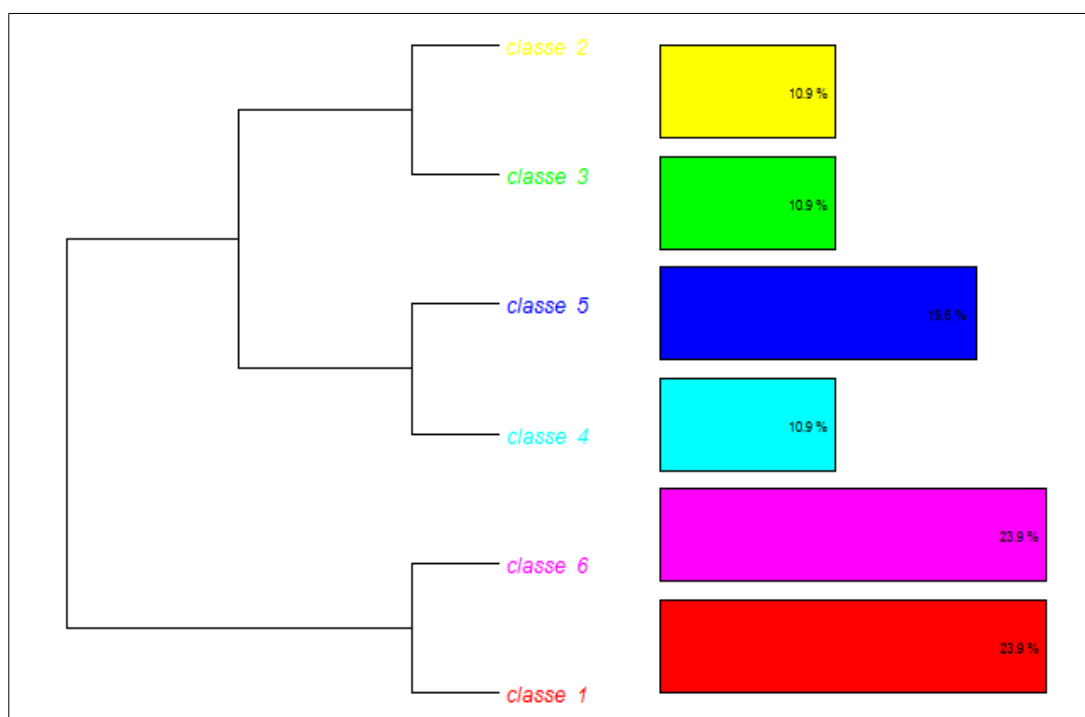 classe 2
10.9 %
classe 3
10.9 %
classe 5
19.6 %
classe 4
10.9 %
classe 6
23.9 %
classe 1
23.9 %